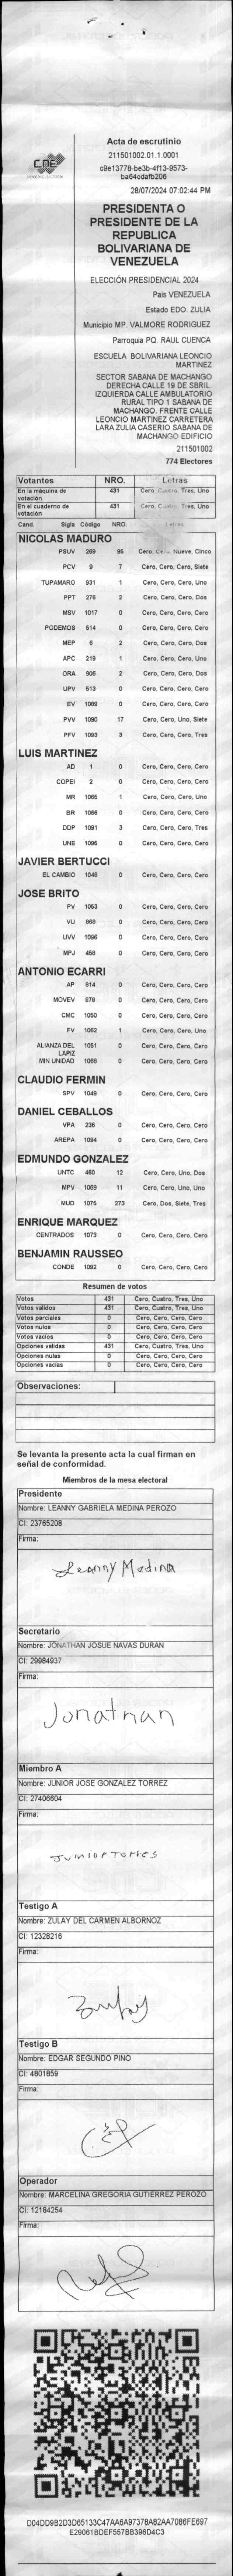 CNE
Acta de escrutinio
211501002.01.1.0001
c9e13778-be3b-4f13-9573-
ba64cdafb206
28/07/2024 07:02:44 PM
PRESIDENTA O
PRESIDENTE DE LA
REPUBLICA
BOLIVARIANA DE
VENEZUELA
ELECCIÓN PRESIDENCIAL 2024
Pais VENEZUELA
Estado EDO. ZULIA
Municipio MP. VALMORE RODRIGUEZ
Parroquia PQ. RAUL CUENCA
ESCUELA BOLIVARIANA LEONCIO
MARTINEZ
SECTOR SABANA DE MACHANGO
DERECHA CALLE 19 DE SBRIL.
IZQUIERDA CALLE AMBULATORIO
RURAL TIPO 1 SABANA DE
MACHANGO. FRENTE CALLE
LEONCIO MARTINEZ CARRETERA
LARA ZULIA CASERIO SABANA DE
MACHANGO EDIFICIO
211501002
774 Electores
Votantes NRO. Letras
En la máquina de votación 431 Cero, Cuatro, Tres, Uno
En el cuaderno de votación 431 Cero, Cuatro, Tres, Uno
Cand. Sigla Código NRO. Letras
NICOLAS MADURO
PSUV 269 95 Cero, Cero, Nueve, Cinco
PCV 9 7 Cero, Cero, Cero, Siete
TUPAMARO 931 1 Cero, Cero, Cero, Uno
PPT 276 2 Cero, Cero, Cero, Dos
MSV 1017 0 Cero, Cero, Cero, Cero
PODEMOS 514 0 Cero, Cero, Cero, Cero
MEP 6 2 Cero, Cero, Cero, Dos
APC 219 1 Cero, Cero, Cero, Uno
ORA 906 2 Cero, Cero, Cero, Dos
UPV 513 0 Cero, Cero, Cero, Cero
EV 1089 0 Cero, Cero, Cero, Cero
PVV 1090 17 Cero, Cero, Uno, Siete
PFV 1093 3 Cero, Cero, Cero, Tres
LUIS MARTINEZ
AD 1 0 Cero, Cero, Cero, Cero
COPEI 2 0 Cero, Cero, Cero, Cero
MR 1065 1 Cero, Cero, Cero, Uno
BR 1066 0 Cero, Cero, Cero, Cero
DDP 1091 3 Cero, Cero, Cero, Tres
UNE 1095 0 Cero, Cero, Cero, Cero
JAVIER BERTUCCI
EL CAMBIO 1048 0 Cero, Cero, Cero, Cero
JOSE BRITO
PV 1053 0 Cero, Cero, Cero, Cero
VU 968 0 Cero, Cero, Cero, Cero
UVV 1096 0 Cero, Cero, Cero, Cero
MPJ 468 0 Cero, Cero, Cero, Cero
ANTONIO ECARRI
AP 814 0 Cero, Cero, Cero, Cero
MOVEV 878 0 Cero, Cero, Cero, Cero
CMC 1050 0 Cero, Cero, Cero, Cero
FV 1062 1 Cero, Cero, Cero, Uno
ALIANZA DEL LAPIZ 1051 0 Cero, Cero, Cero, Cero
MIN UNIDAD 1068 0 Cero, Cero, Cero, Cero
CLAUDIO FERMIN
SPV 1049 0 Cero, Cero, Cero, Cero
DANIEL CEBALLOS
VPA 236 0 Cero, Cero, Cero, Cero
AREPA 1094 0 Cero, Cero, Cero, Cero
EDMUNDO GONZALEZ
UNTC 460 12 Cero, Cero, Uno, Dos
MPV 1069 11 Cero, Cero, Uno, Uno
MUD 1075 273 Cero, Dos, Siete, Tres
ENRIQUE MARQUEZ
CENTRADOS 1073 0 Cero, Cero, Cero, Cero
BENJAMIN RAUSSEO
CONDE 1092 0 Cero, Cero, Cero, Cero
Resumen de votos
Votos 431 Cero, Cuatro, Tres, Uno
Votos validos 431 Cero, Cuatro, Tres, Uno
Votos parciales 0 Cero, Cero, Cero, Cero
Votos nulos 0 Cero, Cero, Cero, Cero
Votos vacios 0 Cero, Cero, Cero, Cero
Opciones validas 431 Cero, Cuatro, Tres, Uno
Opciones nulas 0 Cero, Cero, Cero, Cero
Opciones vacias 0 Cero, Cero, Cero, Cero
Observaciones:
Se levanta la presente acta la cual firman en
señal de conformidad.
Miembros de la mesa electoral
Presidente
Nombre: LEANNY GABRIELA MEDINA PEROZO
CI: 23765208
Firma:
Leanny Medina
Secretario
Nombre: JONATHAN JOSUE NAVAS DURAN
CI: 29984937
Firma:
Jonathan
Miembro A
Nombre: JUNIOR JOSE GONZALEZ TORREZ
CI: 27406604
Firma:
Junior Torres
Testigo A
Nombre: ZULAY DEL CARMEN ALBORNOZ
CI: 12328216
Firma:
Zulay
Testigo B
Nombre: EDGAR SEGUNDO PINO
CI: 4801859
Firma:
Operador
Nombre: MARCELINA GREGORIA GUTIERREZ PEROZO
CI: 12184254
Firma:
D04DD9B2D3D65133C47AA6A97378A82AA7086FE697
E29061BDEF557BB396D4C3